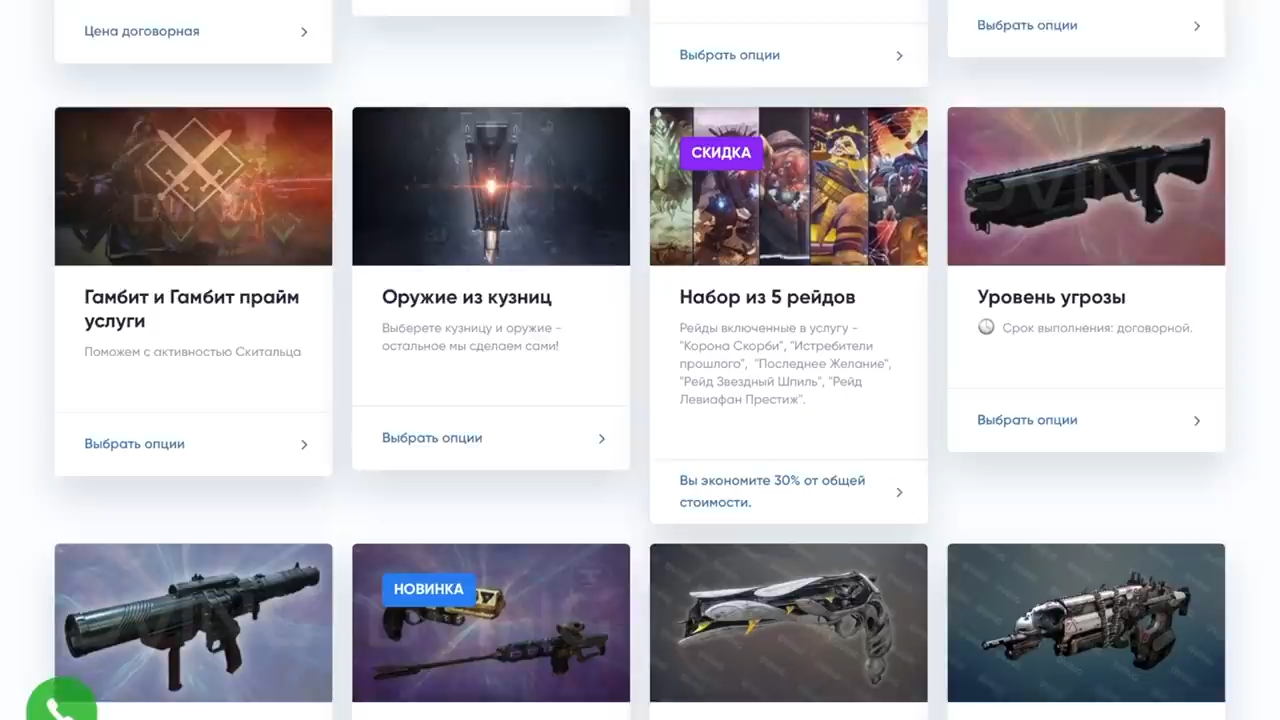 Цена договорная
Выбрать опции
Выбрать опции
СКИДКА
Гамбит и Гамбит прайм
услуги
Поможем с активностью Скитальца
Выбрать опции
Оружие из кузниц
Выберете кузницу и оружие -
остальное мы сделаем сами!
Выбрать опции
Набор из 5 рейдов
Рейды включенные в услугу -
"Корона Скорби", "Истребители
прошлого", "Последнее Желание",
"Рейд Звездный Шпиль", "Рейд
Левиафан Престиж".
Вы экономите 30% от общей
стоимости.
Уровень угрозы
Срок выполнения: договорной.
Выбрать опции
НОВИНКА